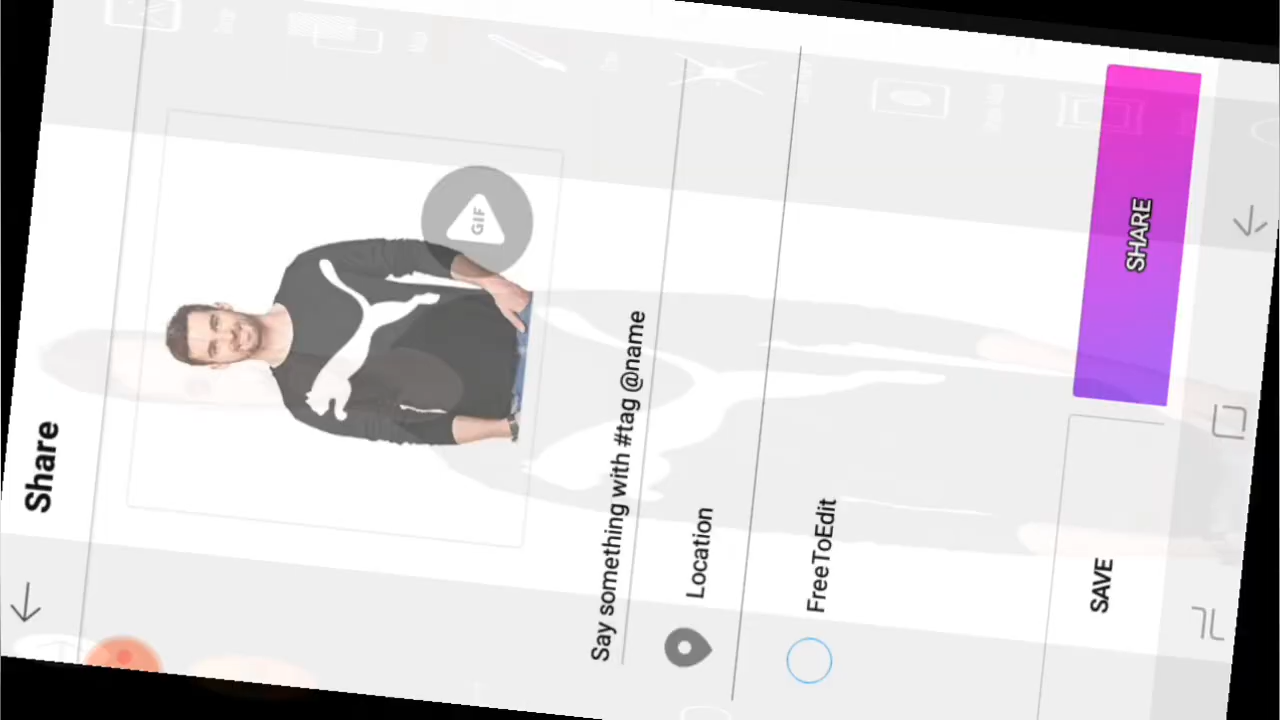 Share
GIF
Say something with #tag @name
Location
FreeToEdit
SAVE
SHARE